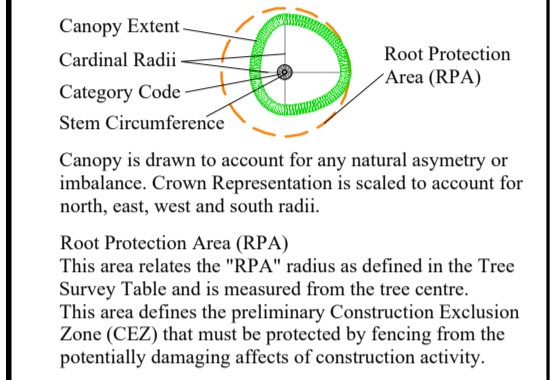 Canopy Extent
Cardinal Radii
Category Code
Stem Circumference
Root Protection
Area (RPA)
Canopy is drawn to account for any natural asymetry or
imbalance. Crown Representation is scaled to account for
north, east, west and south radii.
Root Protection Area (RPA)
This area relates the "RPA" radius as defined in the Tree
Survey Table and is measured from the tree centre.
This area defines the preliminary Construction Exclusion
Zone (CEZ) that must be protected by fencing from the
potentially damaging affects of construction activity.